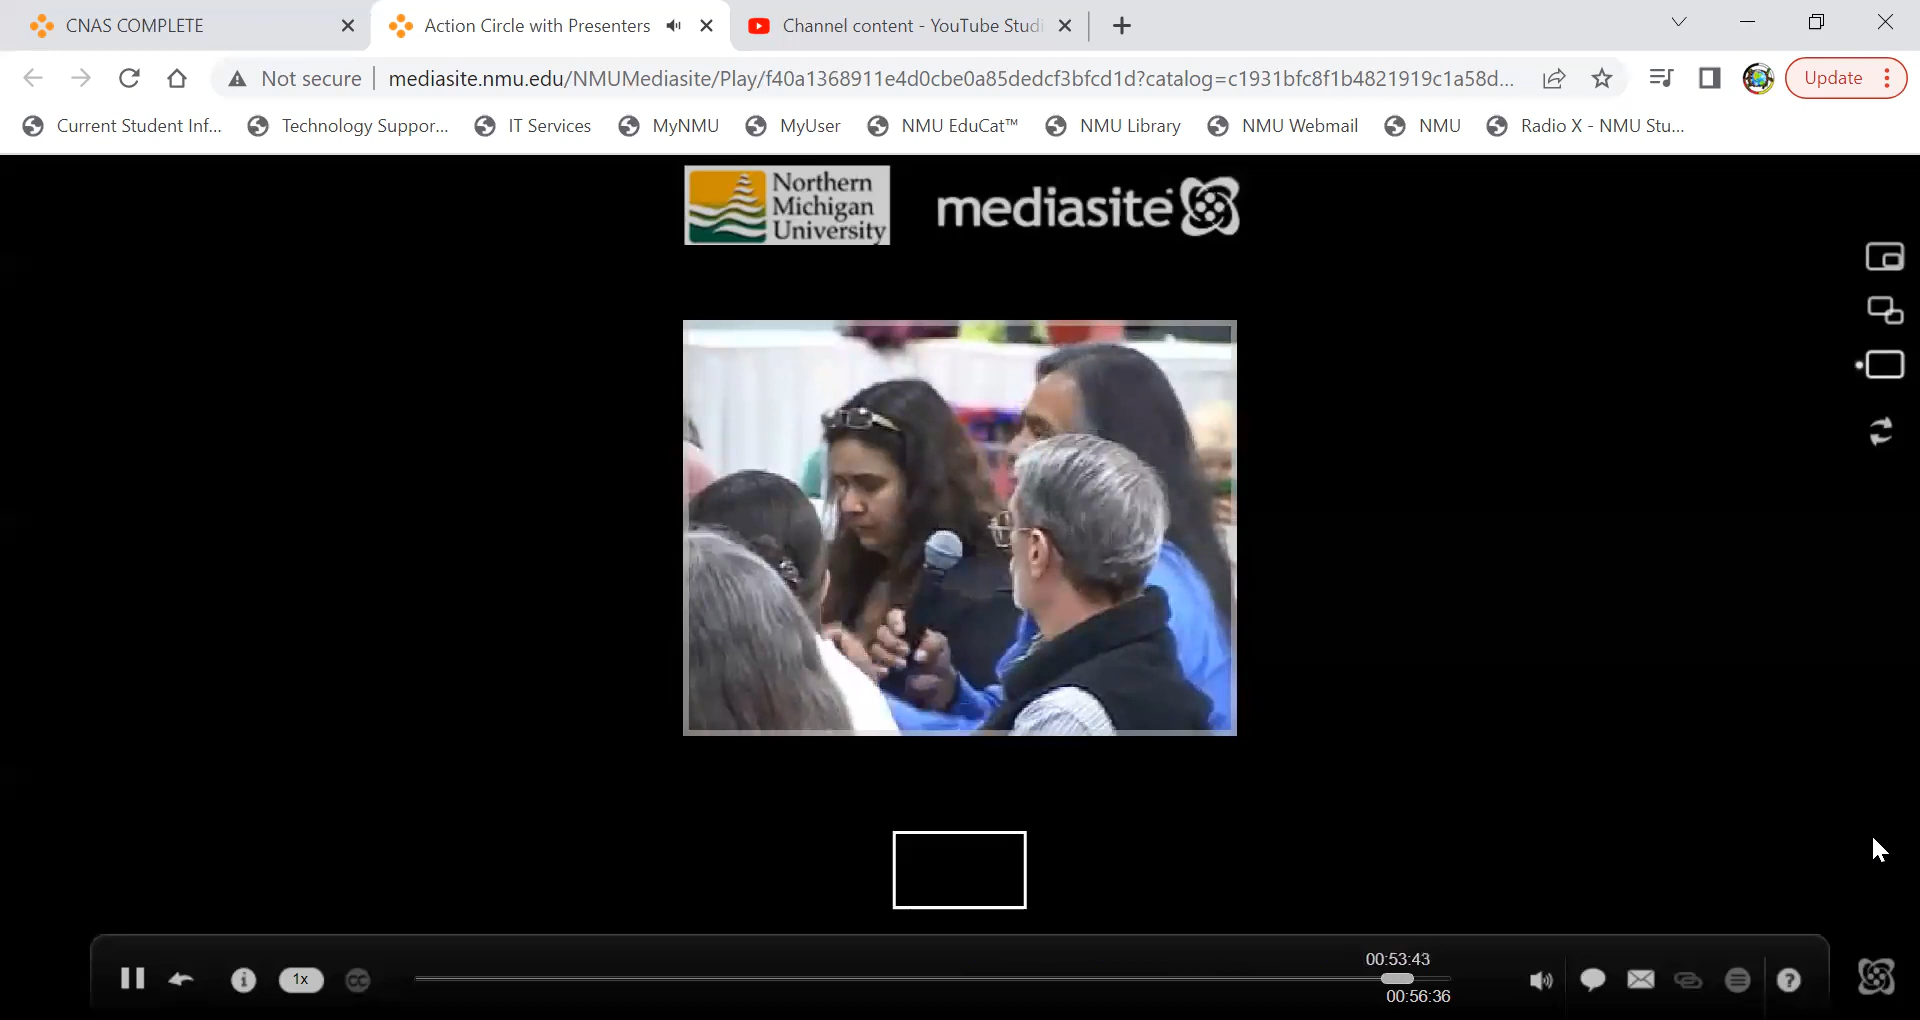 CNAS COMPLETE
Action Circle with Presenters
Channel content - YouTube Studi
Not secure
mediasite.nmu.edu/NMUMediasite/Play/f40a1368911e4d0cbe0a85dedcf3bfcd1d?catalog=c1931bfc8f1b4821919c1a58d...
Update
Current Student Inf...
Technology Suppor...
IT Services
MyNMU
MyUser
NMU EduCat™
NMU Library
NMU Webmail
NMU
Radio X - NMU Stu...
Northern
Michigan
University
mediasite
00:53:43
1x
CC
00:56:36